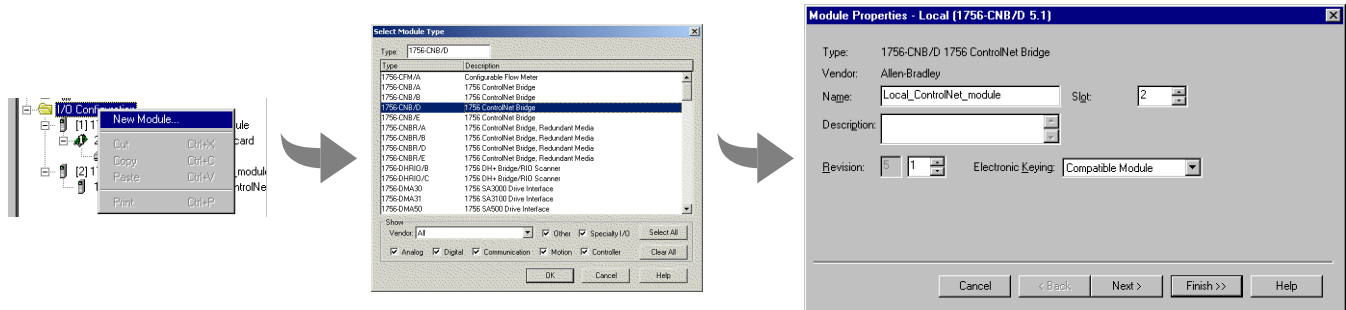 I/O Configuration
New Module...
Cut Ctrl+X
Copy Ctrl+C
Paste Ctrl+V
Print Ctrl+P
[1] 1
ule
2
card
[2] 1
_module
1
ntrolNe
Select Module Type
Type: 1756-CNB/D
Type Description
1756-CFM/A Configurable Flow Meter
1756-CNB/A 1756 ControlNet Bridge
1756-CNB/B 1756 ControlNet Bridge
1756-CNB/D 1756 ControlNet Bridge
1756-CNB/E 1756 ControlNet Bridge
1756-CNBR/A 1756 ControlNet Bridge, Redundant Media
1756-CNBR/B 1756 ControlNet Bridge, Redundant Media
1756-CNBR/D 1756 ControlNet Bridge, Redundant Media
1756-CNBR/E 1756 ControlNet Bridge, Redundant Media
1756-DHRIO/B 1756 DH+ Bridge/RIO Scanner
1756-DHRIO/C 1756 DH+ Bridge/RIO Scanner
1756-DMA30 1756 SA3000 Drive Interface
1756-DMA31 1756 SA3100 Drive Interface
1756-DMA50 1756 SA500 Drive Interface
Show
Vendor: All Other Specialty I/O Select All
Analog Digital Communication Motion Controller Clear All
OK Cancel Help
Module Properties - Local (1756-CNB/D 5.1)
Type: 1756-CNB/D 1756 ControlNet Bridge
Vendor: Allen-Bradley
Name: Local_ControlNet_module Slot: 2
Description:
Revision: 5 1 Electronic Keying: Compatible Module
Cancel < Back Next > Finish >> Help